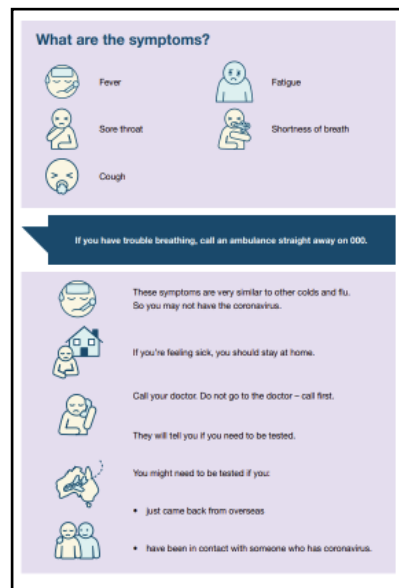 What are the symptoms?
Fever
Fatigue
Sore throat
Shortness of breath
Cough
If you have trouble breathing, call an ambulance straight away on 000.
These symptoms are very similar to other colds and flu.
So you may not have the coronavirus.
If you're feeling sick, you should stay at home.
Call your doctor. Do not go to the doctor – call first.
They will tell you if you need to be tested.
You might need to be tested if you:
• just came back from overseas
• have been in contact with someone who has coronavirus.